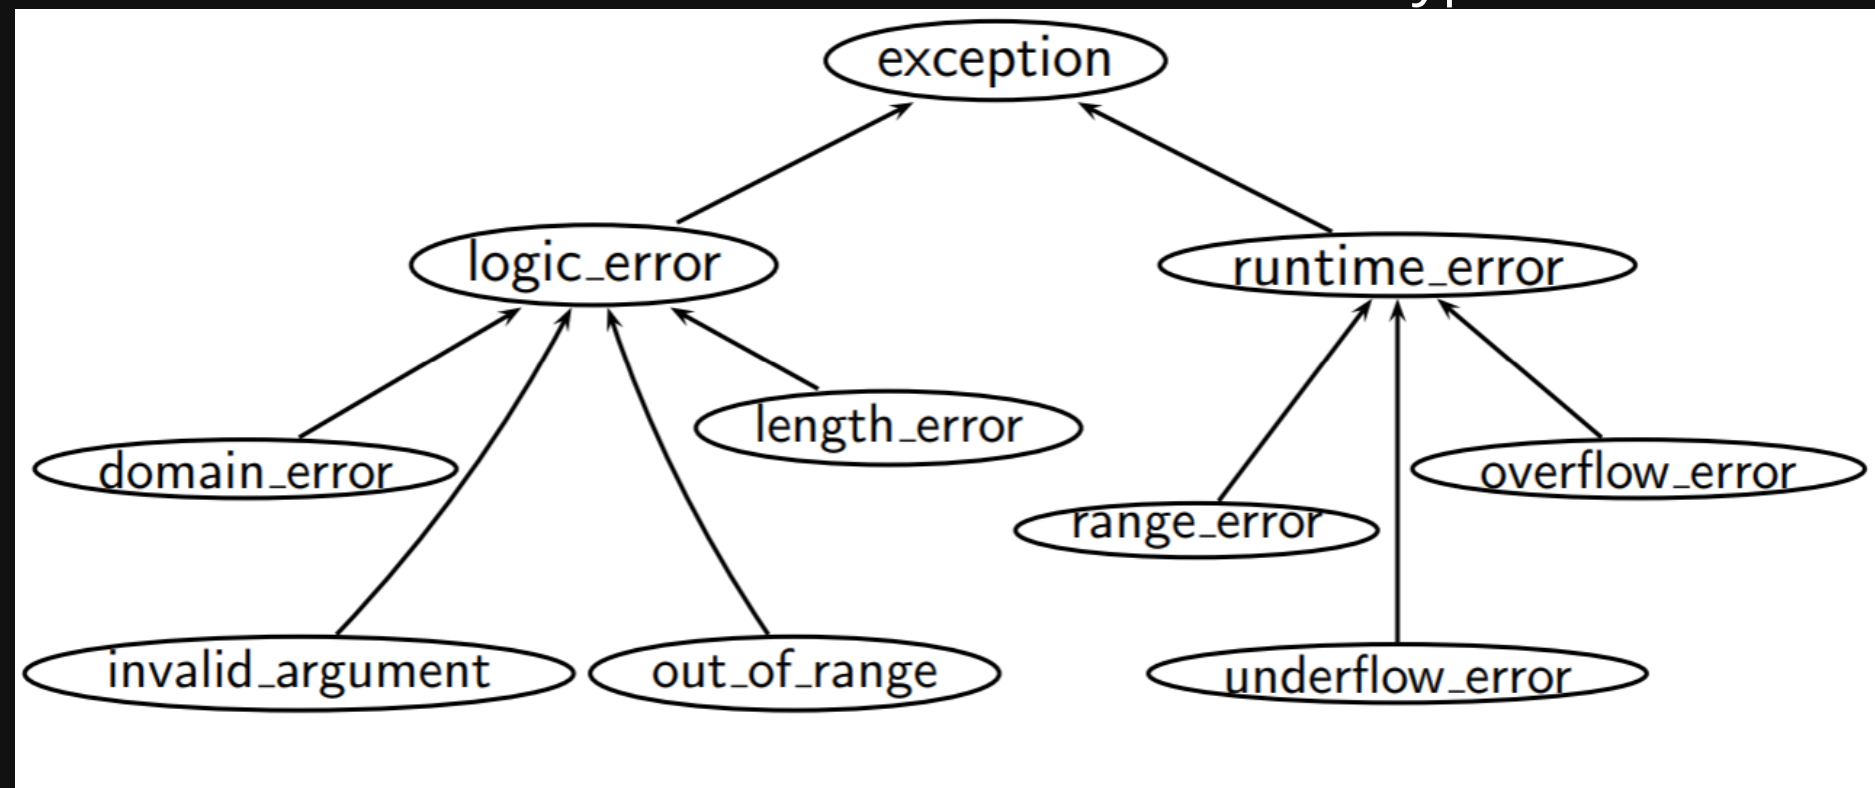 exception
logic_error
runtime_error
length_error
domain_error
overflow_error
range_error
invalid_argument
out_of_range
underflow_error